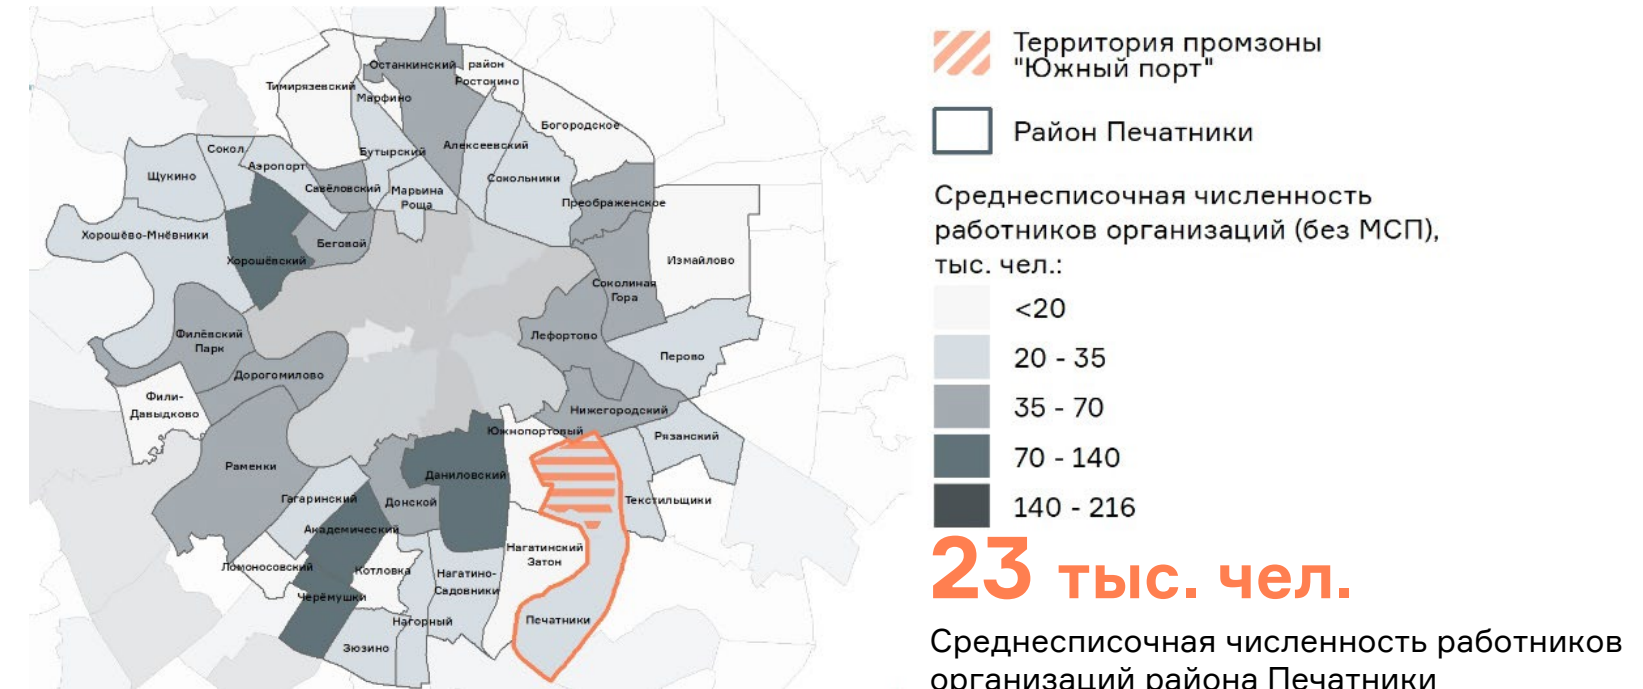 Останкинский
район
Ростокино
Тимирязевский
Марфино
Богородское
Бутырский
Алексеевский
Сокол
Аэропорт
Щукино
Савёловский
Марьина
Роща
Сокольники
Преображенское
Хорошёво-Мнёвники
Беговой
Хорошёвский
Измайлово
Соколиная
Гора
Филёвский
Парк
Лефортово
Перово
Дорогомилово
Фили-
Давыдково
Нижегородский
Южнопортовый
Рязанский
Раменки
Даниловский
Гагаринский
Донской
Текстильщики
Академический
Нагатинский
Затон
Ломоносовский
Котловка
Нагатино-
Садовники
Черёмушки
Нагорный
Печатники
Зюзино
Территория промзоны
"Южный порт"
Район Печатники
Среднесписочная численность
работников организаций (без МСП),
тыс. чел.:
<20
20 - 35
35 - 70
70 - 140
140 - 216
23 тыс. чел.
Среднесписочная численность работников
организаций района Печатники